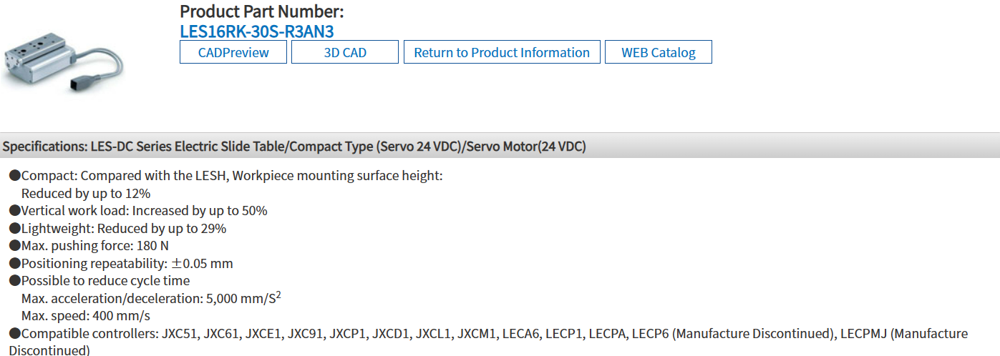 Product Part Number:
LES16RK-30S-R3AN3
CADPreview
3D CAD
Return to Product Information
WEB Catalog
Specifications: LES-DC Series Electric Slide Table/Compact Type (Servo 24 VDC)/Servo Motor(24 VDC)
●Compact: Compared with the LESH, Workpiece mounting surface height:
Reduced by up to 12%
●Vertical work load: Increased by up to 50%
●Lightweight: Reduced by up to 29%
●Max. pushing force: 180 N
●Positioning repeatability: ±0.05 mm
●Possible to reduce cycle time
Max. acceleration/deceleration: 5,000 mm/S²
Max. speed: 400 mm/s
●Compatible controllers: JXC51, JXC61, JXCE1, JXC91, JXCP1, JXCD1, JXCL1, JXCM1, LECA6, LECP1, LECPA, LECP6 (Manufacture Discontinued), LECPMJ (Manufacture
Discontinued)